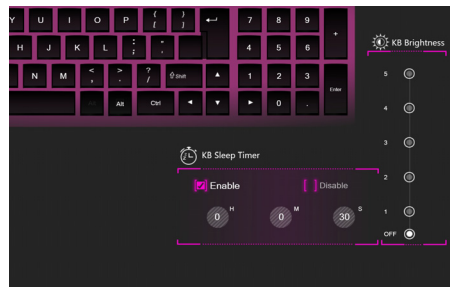 Y U I O P { [ } ] 7 8 9 +
H J K L : ; " ' 4 5 6
N M < , > . ? / Shift 1 2 3 Enter
Alt Ctrl 0 .
KB Brightness
5
4
3
2
1
OFF
KB Sleep Timer
Enable Disable
0 H 0 M 30 S